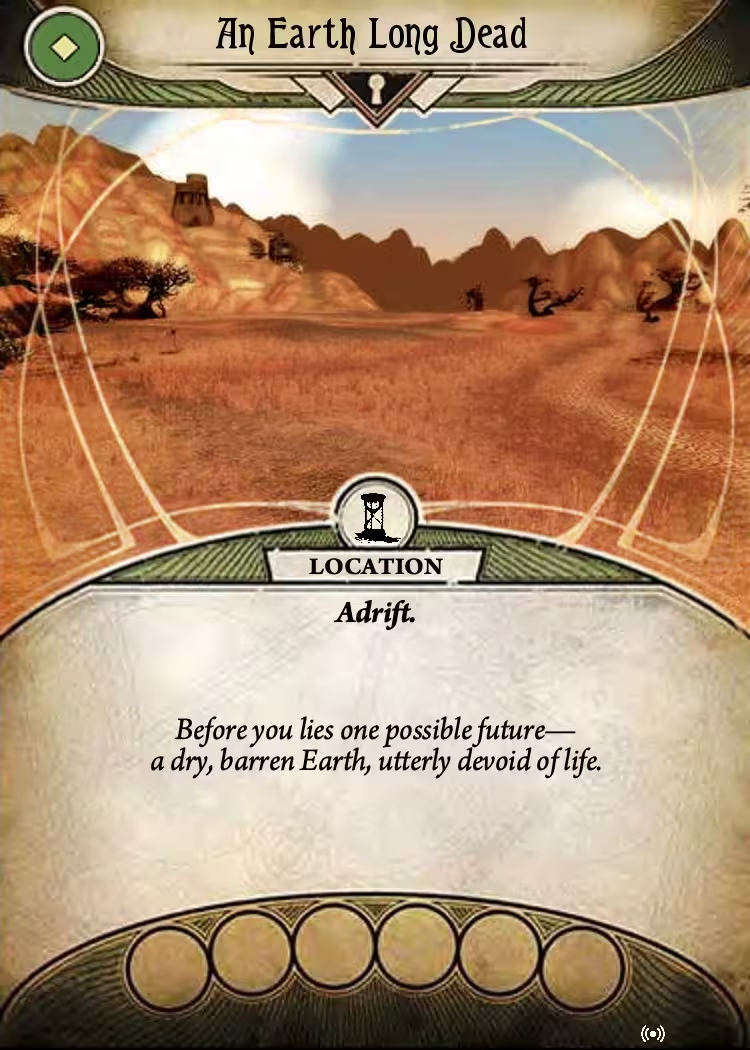 An Earth Long Dead
LOCATION
Adrift.
Before you lies one possible future—
a dry, barren Earth, utterly devoid of life.